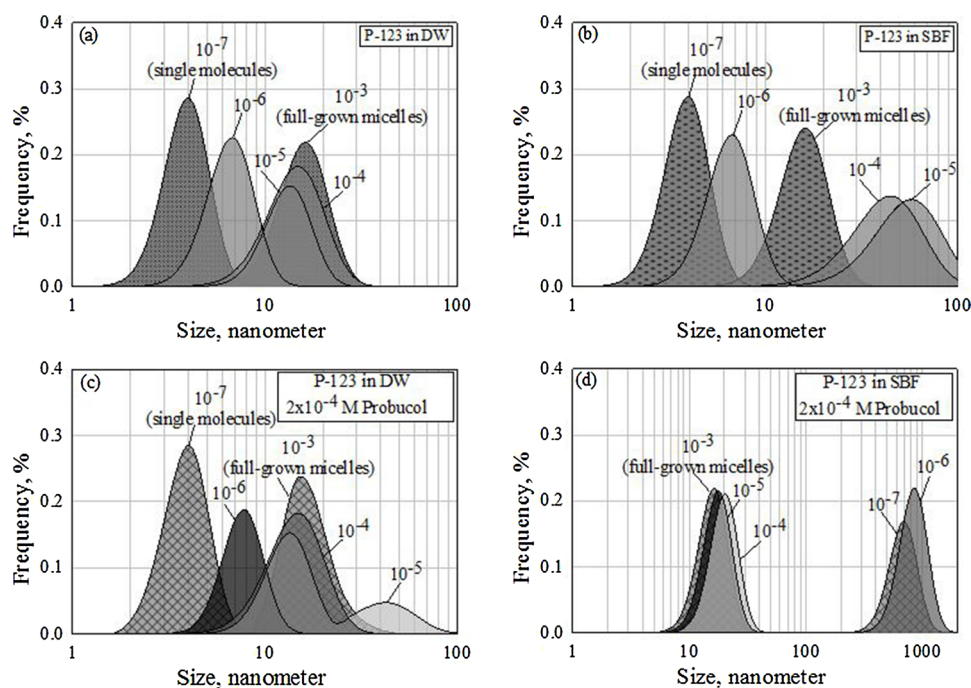 (a)
P-123 in DW
10-7
(single molecules)
10-6
10-3
(full-grown micelles)
10-5
10-4
0.4
0.3
0.2
0.1
0.0
Frequency, %
1
10
100
Size, nanometer
(b)
P-123 in SBF
10-7
(single molecules)
10-6
10-3
(full-grown micelles)
10-4
10-5
0.4
0.3
0.2
0.1
0.0
Frequency, %
1
10
100
Size, nanometer
(c)
P-123 in DW
2x10-4 M Probucol
10-7
(single molecules)
10-3
(full-grown micelles)
10-6
10-4
10-5
0.4
0.3
0.2
0.1
0.0
Frequency, %
1
10
100
Size, nanometer
(d)
P-123 in SBF
2x10-4 M Probucol
10-3
(full-grown micelles)
10-5
10-4
10-6
10-7
0.4
0.3
0.2
0.1
0.0
Frequency, %
1
10
100
1000
Size, nanometer